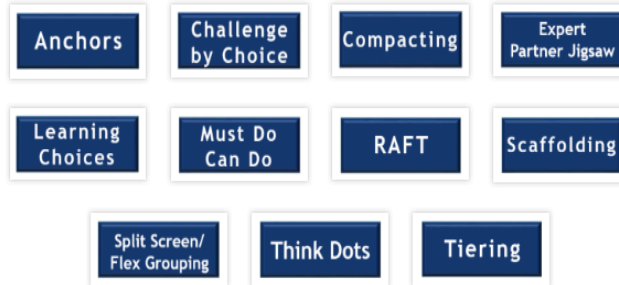 Anchors
Challenge
by Choice
Compacting
Expert
Partner Jigsaw
Learning
Choices
Must Do
Can Do
RAFT
Scaffolding
Split Screen/
Flex Grouping
Think Dots
Tiering